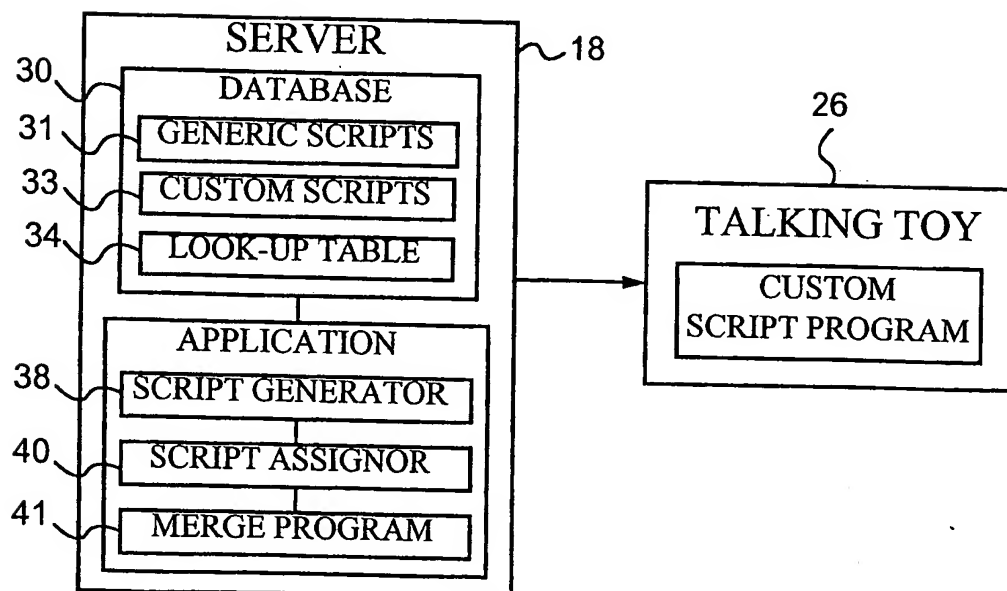 SERVER
18
30
DATABASE
31
GENERIC SCRIPTS
33
CUSTOM SCRIPTS
34
LOOK-UP TABLE
APPLICATION
38
SCRIPT GENERATOR
40
SCRIPT ASSIGNOR
41
MERGE PROGRAM
26
TALKING TOY
CUSTOM
SCRIPT PROGRAM